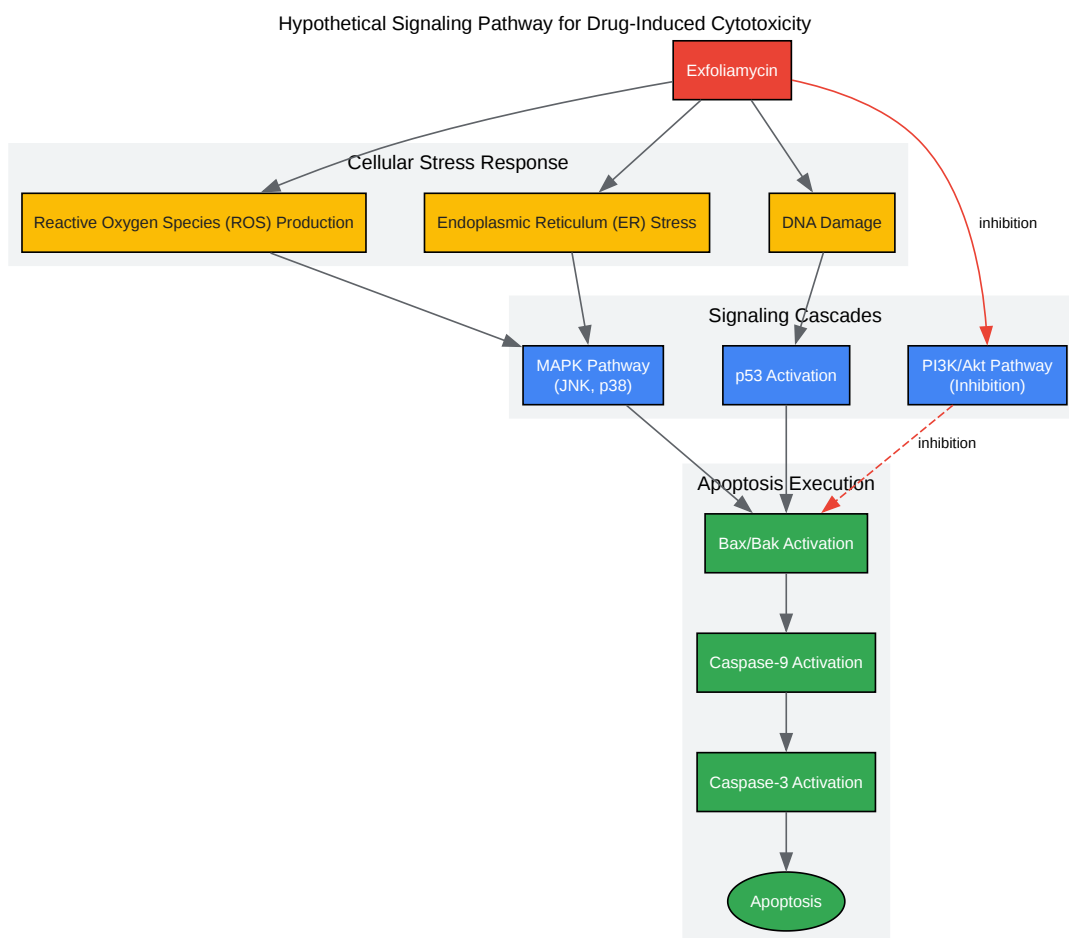 Hypothetical Signaling Pathway for Drug-Induced Cytotoxicity
Exfoliamycin
Cellular Stress Response
Reactive Oxygen Species (ROS) Production
Endoplasmic Reticulum (ER) Stress
DNA Damage
inhibition
Signaling Cascades
MAPK Pathway
(JNK, p38)
p53 Activation
PI3K/Akt Pathway
(Inhibition)
inhibition
Apoptosis Execution
Bax/Bak Activation
Caspase-9 Activation
Caspase-3 Activation
Apoptosis